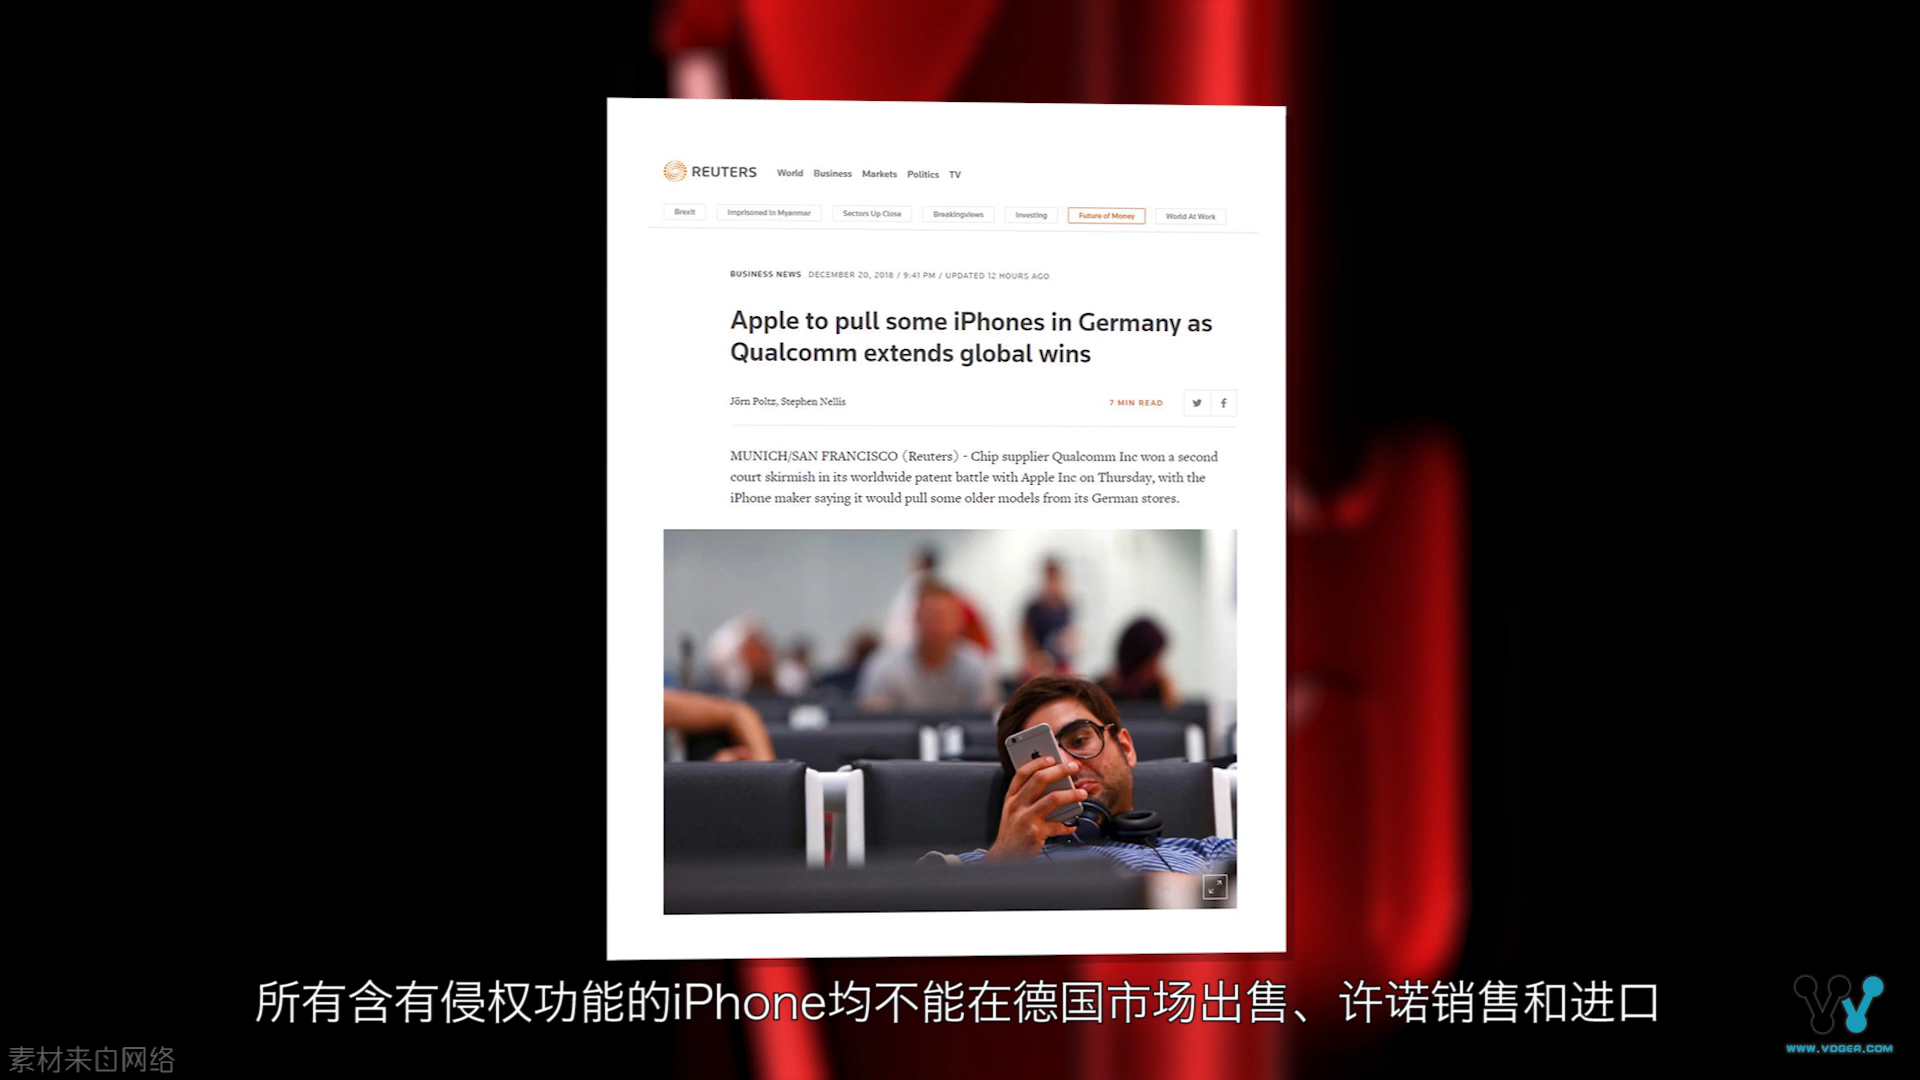 REUTERS World Business Markets Politics TV
Brexit Imprisoned In Myanmar Sectors Up Close Breakingviews Investing Future of Money World At Work
BUSINESS NEWS DECEMBER 20, 2018 / 9:41 PM / UPDATED 12 HOURS AGO
Apple to pull some iPhones in Germany as
Qualcomm extends global wins
Jörn Poltz, Stephen Nellis
7 MIN READ
MUNICH/SAN FRANCISCO (Reuters) - Chip supplier Qualcomm Inc won a second
court skirmish in its worldwide patent battle with Apple Inc on Thursday, with the
iPhone maker saying it would pull some older models from its German stores.
所有含有侵权功能的iPhone均不能在德国市场出售、许诺销售和进口
素材来自网络
WWW.VOGER.COM